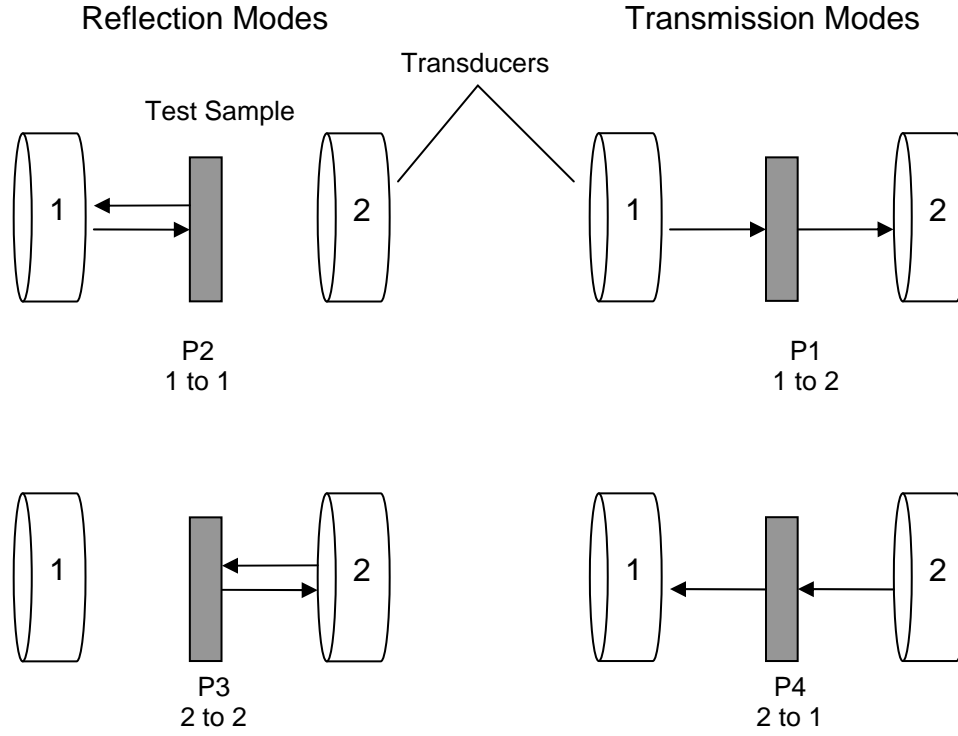 Reflection Modes
Transmission Modes
Transducers
Test Sample
1
2
1
2
P2
1 to 1
P1
1 to 2
1
2
1
2
P3
2 to 2
P4
2 to 1